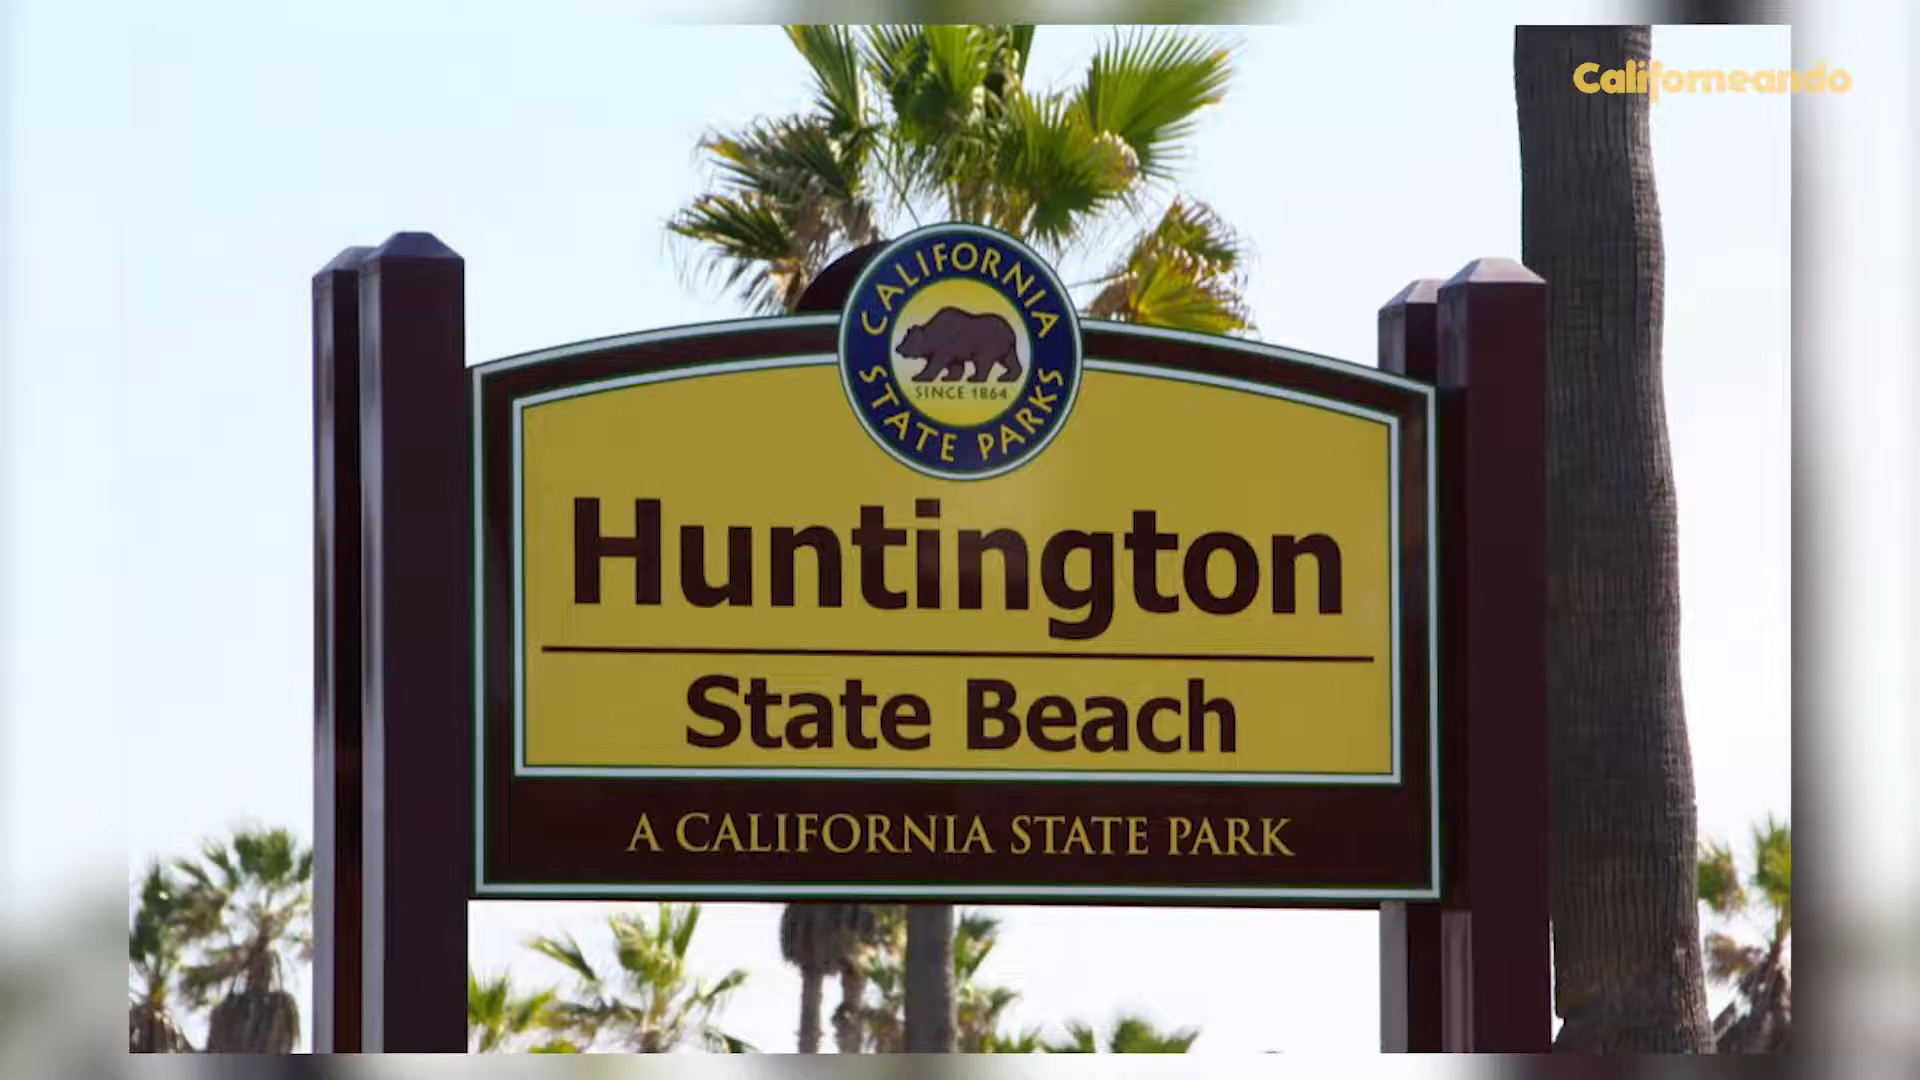 Californeando
CALIFORNIA
SINCE 1864
STATE PARKS
Huntington
State Beach
A CALIFORNIA STATE PARK